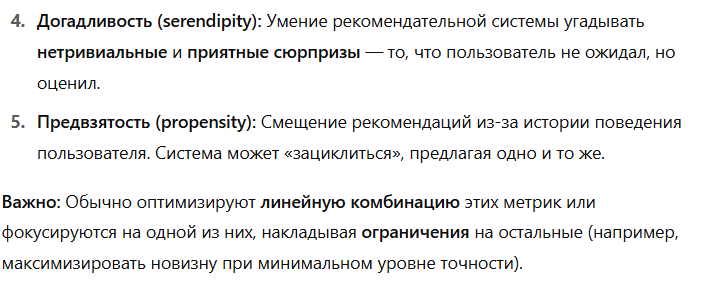 4. Догадливость (serendipity): Умение рекомендательной системы угадывать
нетривиальные и приятные сюрпризы — то, что пользователь не ожидал, но
оценил.
5. Предвзятость (propensity): Смещение рекомендаций из-за истории поведения
пользователя. Система может «зациклиться», предлагая одно и то же.
Важно: Обычно оптимизируют линейную комбинацию этих метрик или
фокусируются на одной из них, накладывая ограничения на остальные (например,
максимизировать новизну при минимальном уровне точности).